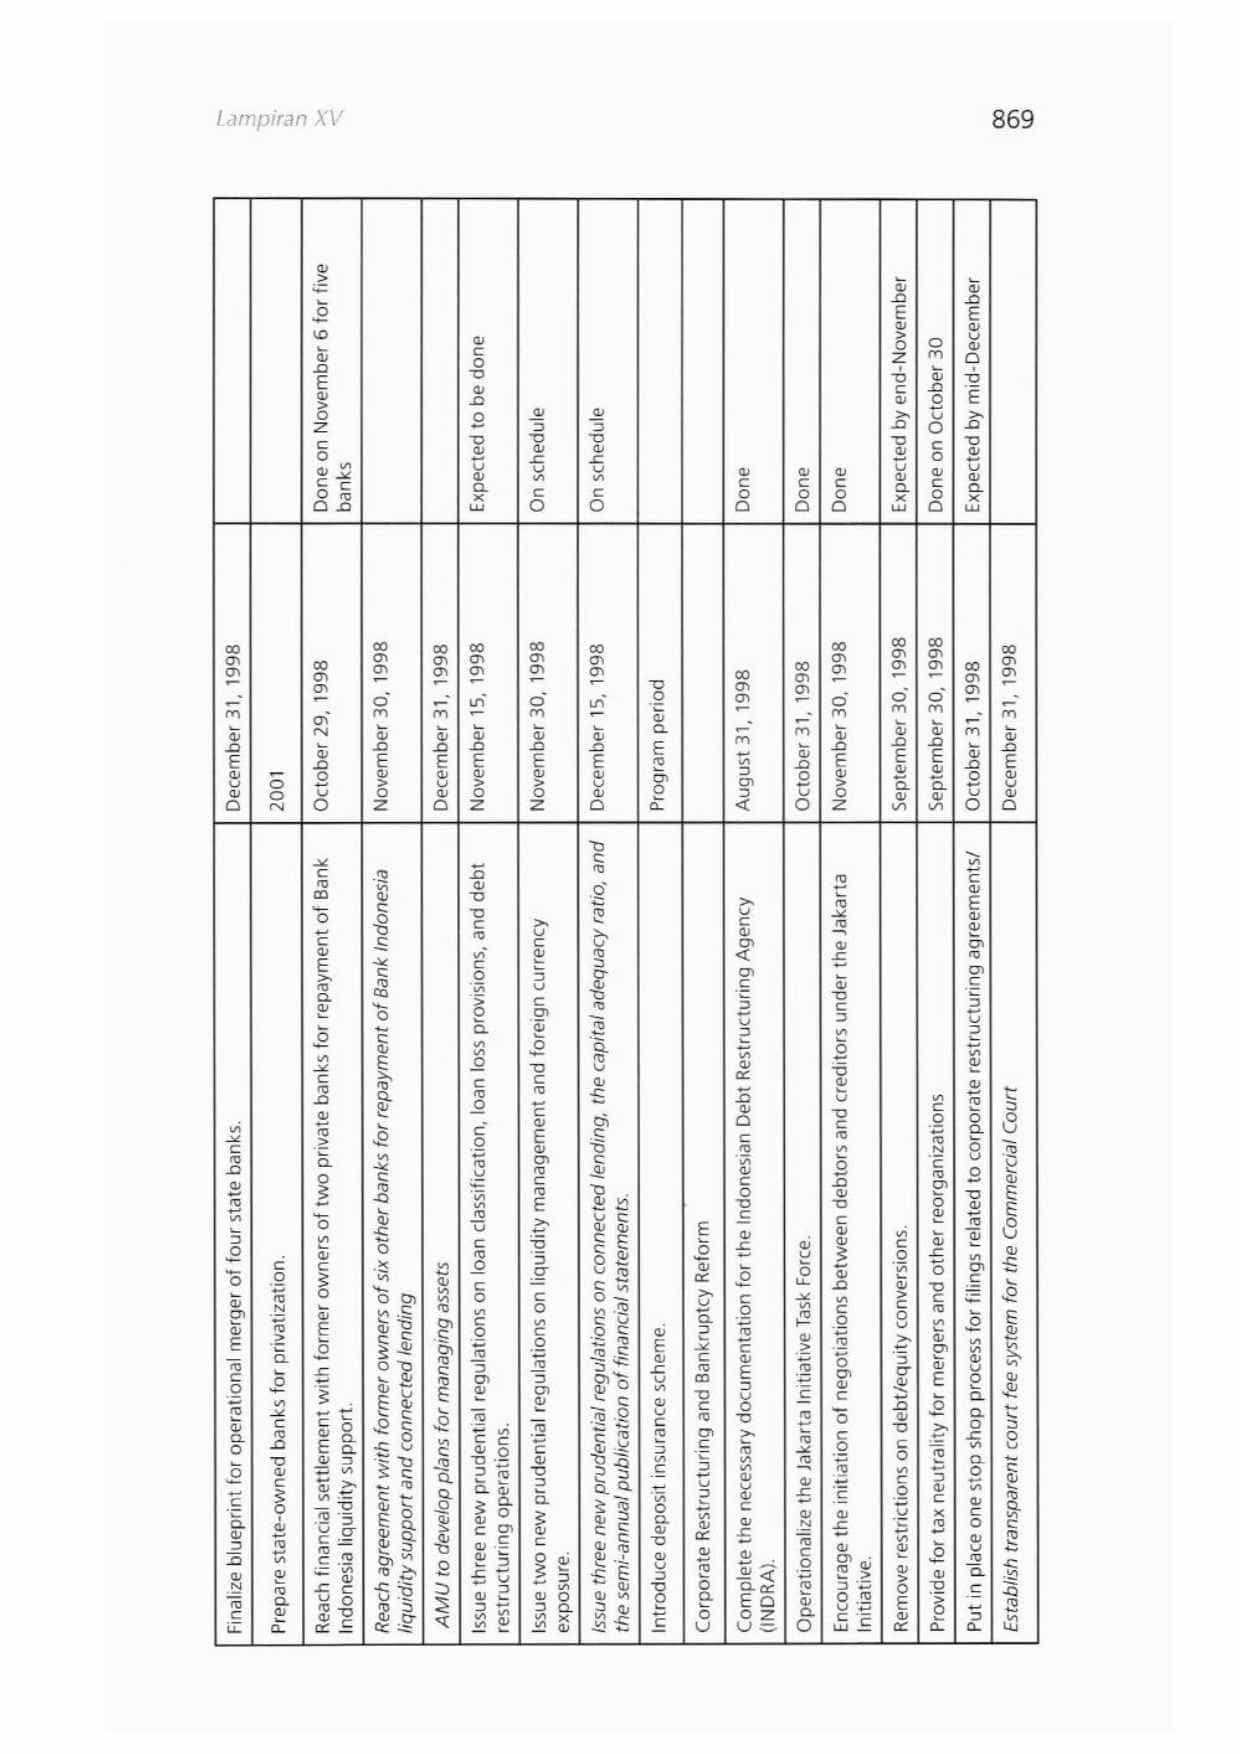 Lampiran XV
869
Finalize blueprint for operational merger of four state banks.
December 31, 1998
Prepare state-owned banks for privatization.
2001
Reach financial settlement with former owners of two private banks for repayment of Bank
Indonesia liquidity support.
October 29, 1998
Done on November 6 for five
banks
Reach agreement with former owners of six other banks for repayment of Bank Indonesia
liquidity support and connected lending
November 30, 1998
AMU to develop plans for managing assets
December 31, 1998
Issue three new prudential regulations on loan classification, loan loss provisions, and debt
restructuring operations.
November 15, 1998
Expected to be done
Issue two new prudential regulations on liquidity management and foreign currency
exposure.
November 30, 1998
On schedule
Issue three new prudential regulations on connected lending, the capital adequacy ratio, and
the semi-annual publication of financial statements.
December 15, 1998
On schedule
Introduce deposit insurance scheme.
Program period
Corporate Restructuring and Bankruptcy Reform
Complete the necessary documentation for the Indonesian Debt Restructuring Agency
(INDRA).
August 31, 1998
Done
Operationalize the Jakarta Initiative Task Force.
October 31, 1998
Done
Encourage the initiation of negotiations between debtors and creditors under the Jakarta
Initiative.
November 30, 1998
Done
Remove restrictions on debt/equity conversions.
September 30, 1998
Expected by end-November
Provide for tax neutrality for mergers and other reorganizations
September 30, 1998
Done on October 30
Put in place one stop shop process for filings related to corporate restructuring agreements/
October 31, 1998
Expected by mid-December
Establish transparent court fee system for the Commercial Court
December 31, 1998